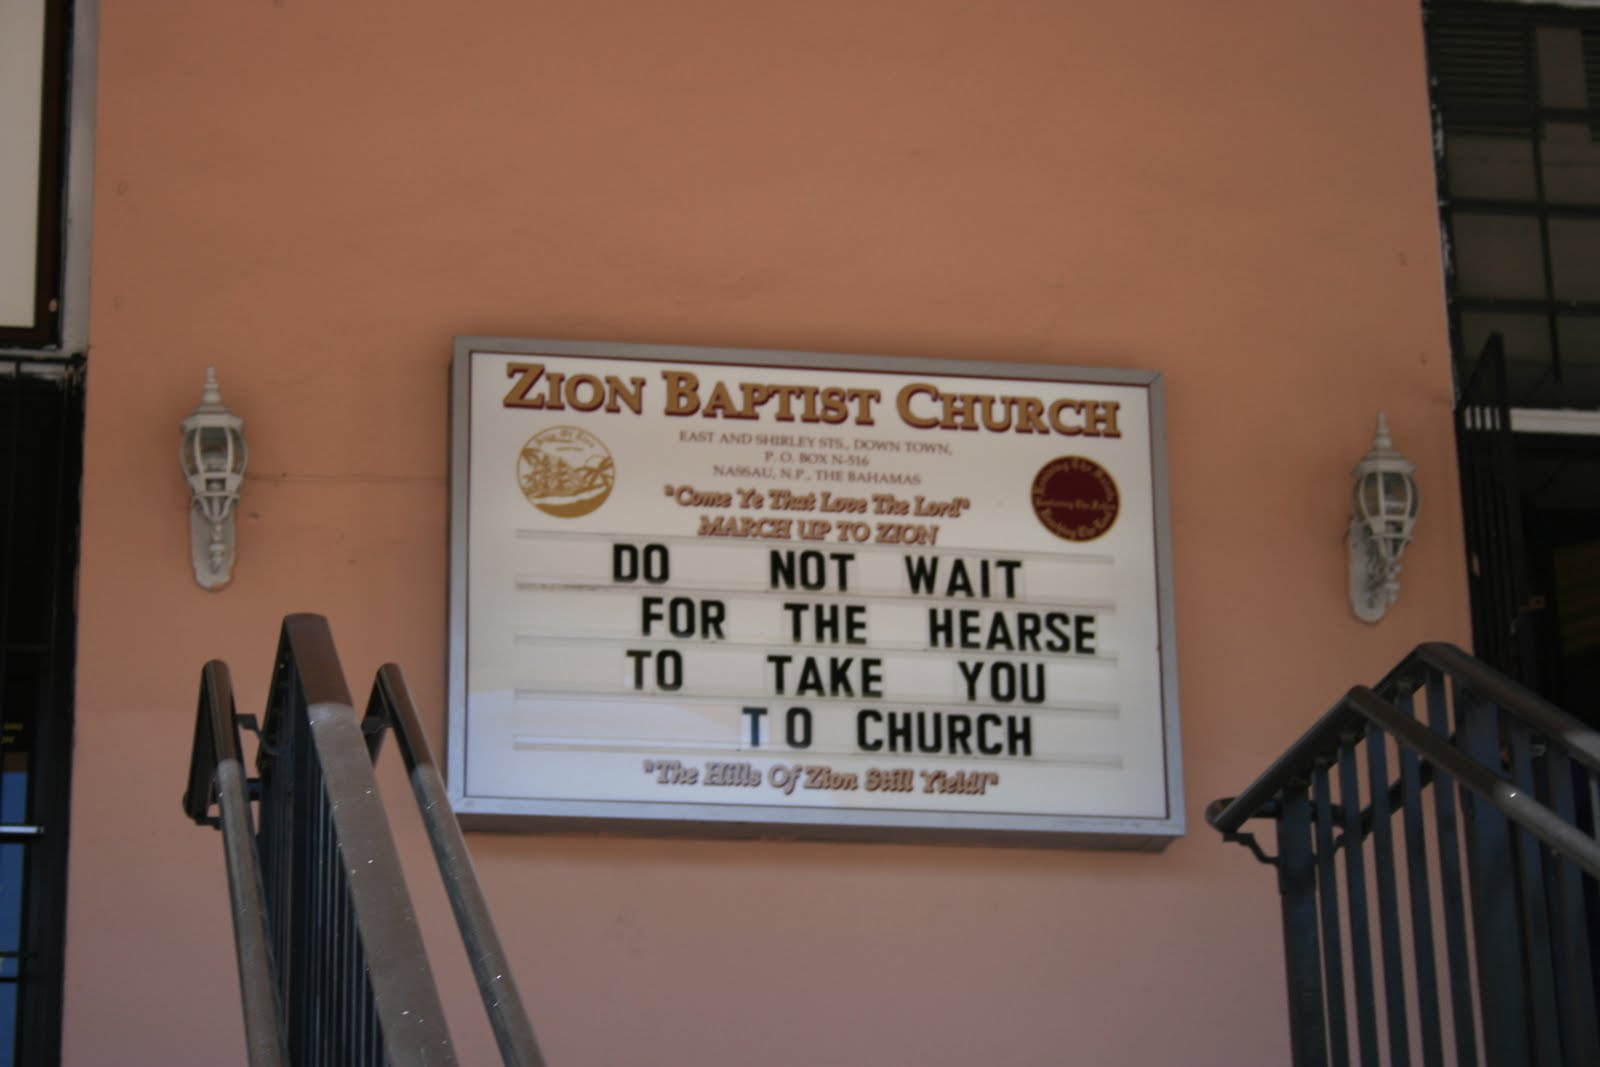 ZION BAPTIST CHURCH
EAST AND SHIRLEY STS., DOWN TOWN,
P. O. BOX N-516
NASSAU, N.P., THE BAHAMAS
"Come Ye That Love The Lord"
MARCH UP TO ZION
DO NOT WAIT
FOR THE HEARSE
TO TAKE YOU
TO CHURCH
"The Hills Of Zion Still Yield!"